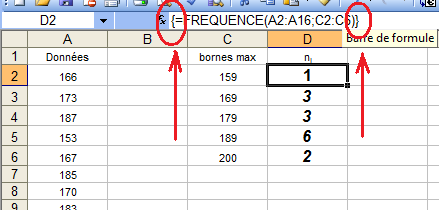 D2 fx {=FREQUENCE(A2:A16;C2:C6)}
Barre de formule
A B C D E
1 Données bornes max ni
2 166 159 1
3 173 169 3
4 187 179 3
5 153 189 6
6 167 200 2
7 185
8 170
9 183